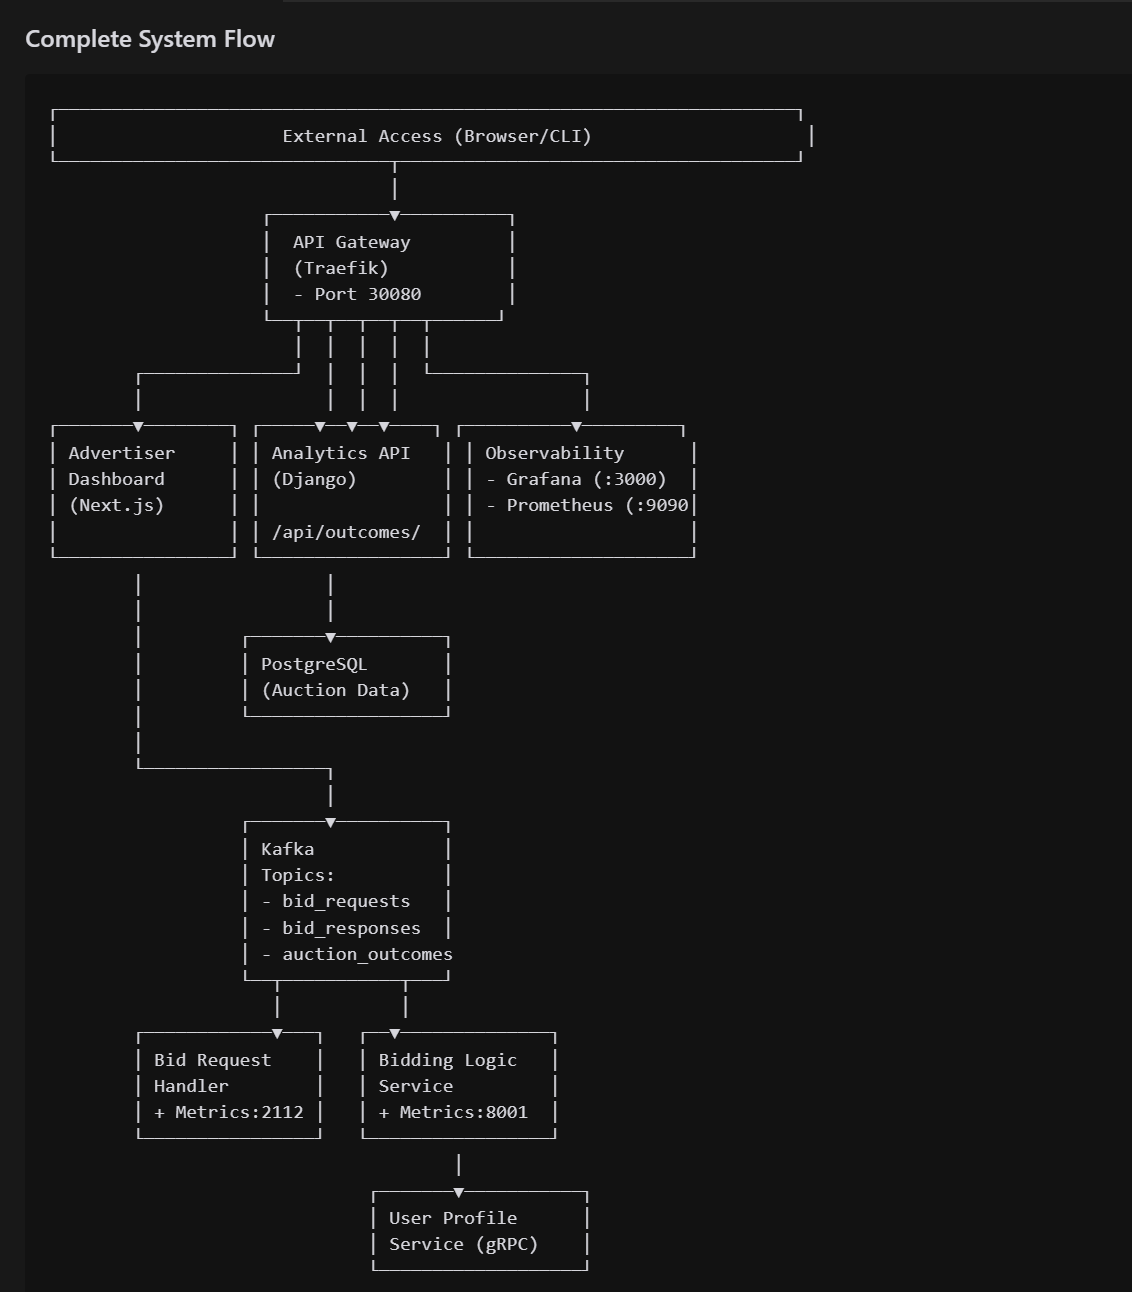 Complete System Flow
External Access (Browser/CLI)
API Gateway
(Traefik)
- Port 30080
Advertiser
Dashboard
(Next.js)
Analytics API
(Django)
/api/outcomes/
Observability
- Grafana (:3000)
- Prometheus (:9090
PostgreSQL
(Auction Data)
Kafka
Topics:
- bid_requests
- bid_responses
- auction_outcomes
Bid Request
Handler
+ Metrics:2112
Bidding Logic
Service
+ Metrics:8001
User Profile
Service (gRPC)